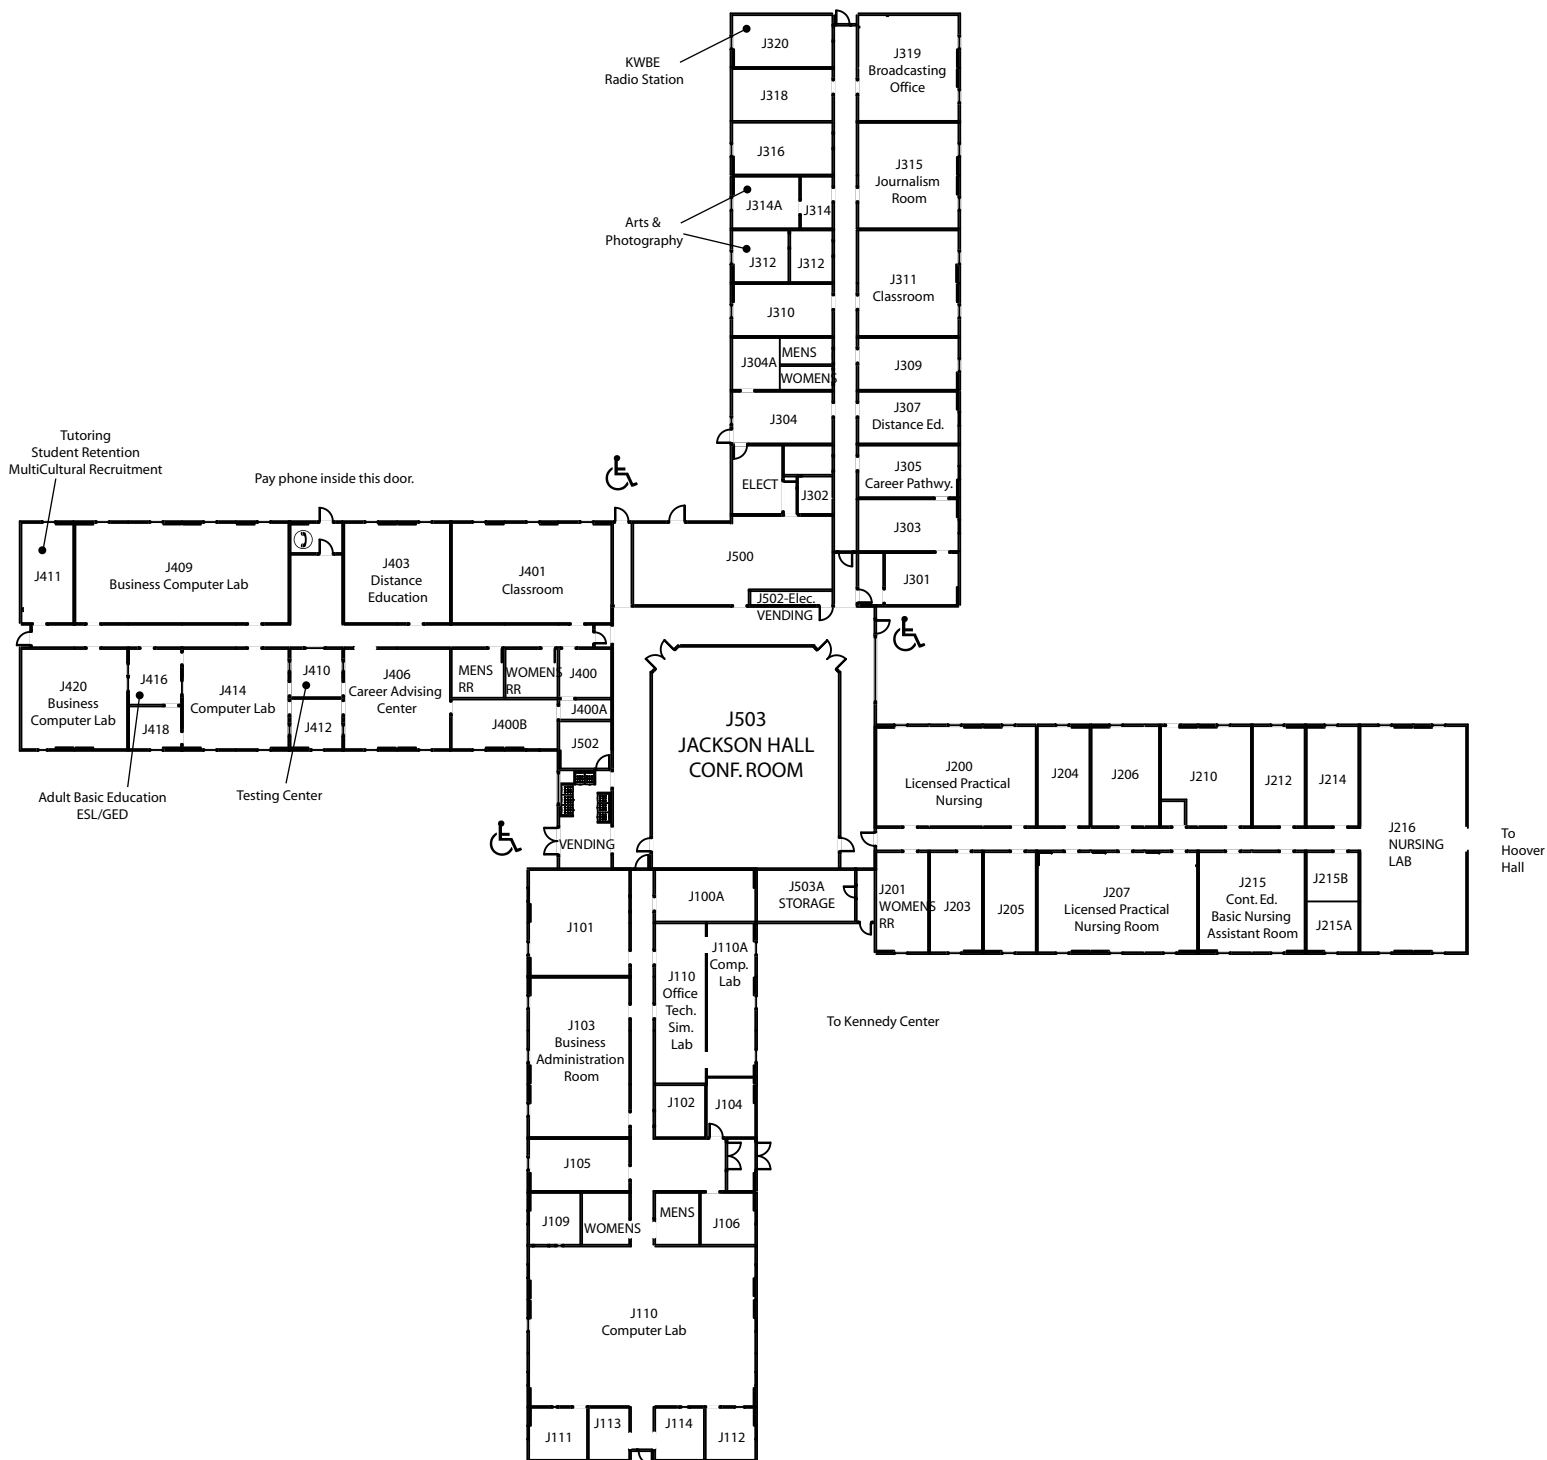 J320
KWBE
Radio Station
J319
Broadcasting
Office
J318
J316
J315
Journalism
Room
J314A
J314
Arts &
Photography
J312
J312
J311
Classroom
J310
MENS
J304A
WOMENS
J309
J304
J307
Distance Ed.
Tutoring
Student Retention
MultiCultural Recruitment
Pay phone inside this door.
ELECT
J302
J305
Career Pathwy.
J303
J411
J409
Business Computer Lab
J403
Distance
Education
J401
Classroom
J500
J301
J502-Elec.
VENDING
J420
Business
Computer Lab
J416
J418
J414
Computer Lab
J410
J412
J406
Career Advising
Center
MENS
RR
WOMENS
RR
J400
J400A
J400B
J502
J503
JACKSON HALL
CONF. ROOM
Adult Basic Education
ESL/GED
Testing Center
VENDING
J200
Licensed Practical
Nursing
J204
J206
J210
J212
J214
J216
NURSING
LAB
To
Hoover
Hall
J201
WOMENS
RR
J203
J205
J207
Licensed Practical
Nursing Room
J215
Cont. Ed.
Basic Nursing
Assistant Room
J215B
J215A
J101
J100A
J503A
STORAGE
J110
Office
Tech.
Sim.
Lab
J110A
Comp.
Lab
To Kennedy Center
J103
Business
Administration
Room
J102
J104
J105
J109
WOMENS
MENS
J106
J110
Computer Lab
J111
J113
J114
J112